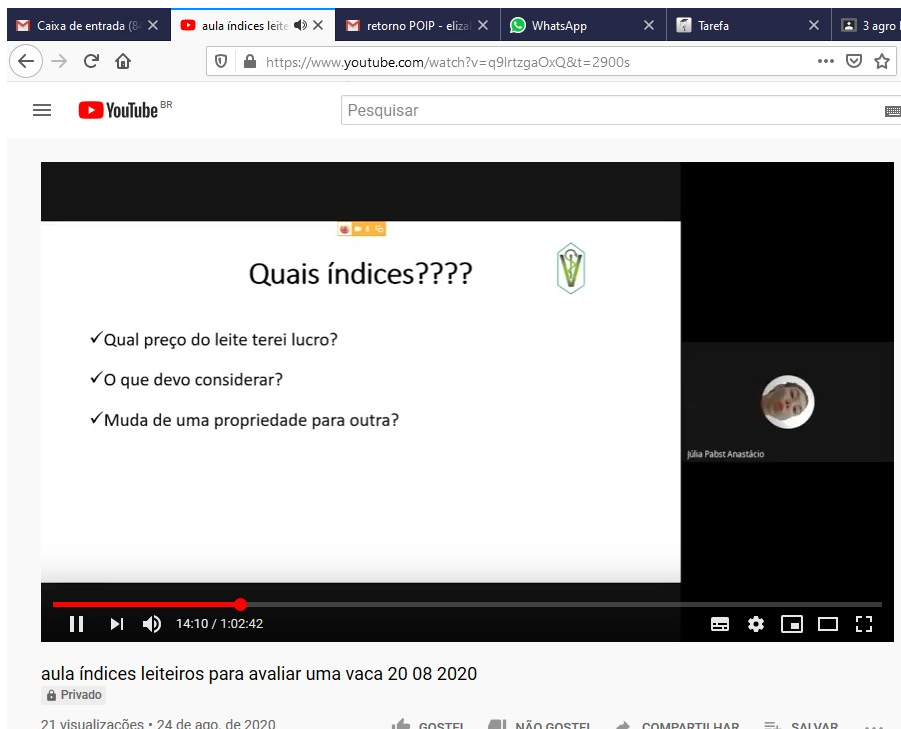 Caixa de entrada (8
aula índices leite
retorno POIP - eliza
WhatsApp
Tarefa
3 agro
https://www.youtube.com/watch?v=q9IrtzgaOxQ&t=2900s
YouTube BR
Pesquisar
Quais índices????
✓Qual preço do leite terei lucro?
✓O que devo considerar?
✓Muda de uma propriedade para outra?
Júlia Pabst Anastácio
14:10 / 1:02:42
aula índices leiteiros para avaliar uma vaca 20 08 2020
Privado
21 visualizações • 24 de ago. de 2020
GOSTEI
NÃO GOSTEI
COMPARTILHAR
SALVAR